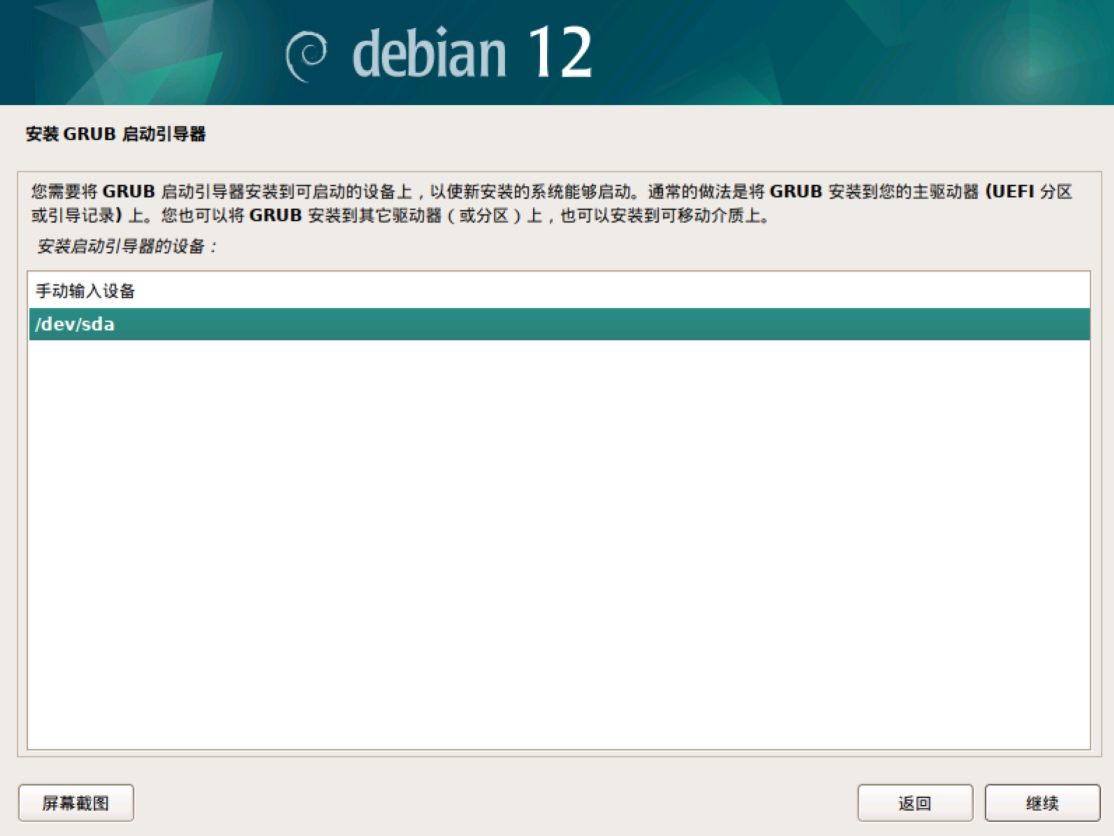 debian 12
安装 GRUB 启动引导器
您需要将 GRUB 启动引导器安装到可启动的设备上，以使新安装的系统能够启动。通常的做法是将 GRUB 安装到您的主驱动器 (UEFI 分区
或引导记录) 上。您也可以将 GRUB 安装到其它驱动器（或分区）上，也可以安装到可移动介质上。
安装启动引导器的设备：
手动输入设备
/dev/sda
屏幕截图
返回
继续